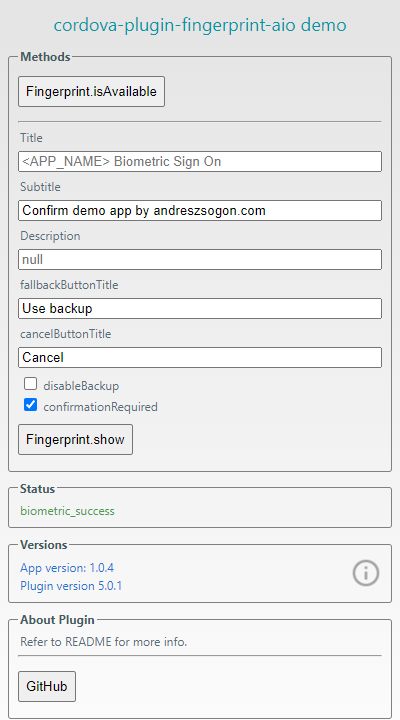 cordova-plugin-fingerprint-aio demo
Methods
Fingerprint.isAvailable
Title
<APP_NAME> Biometric Sign On
Subtitle
Confirm demo app by andreszsogon.com
Description
null
fallbackButtonTitle
Use backup
cancelButtonTitle
Cancel
disableBackup
confirmationRequired
Fingerprint.show
Status
biometric_success
Versions
App version: 1.0.4
Plugin version 5.0.1
About Plugin
Refer to README for more info.
GitHub